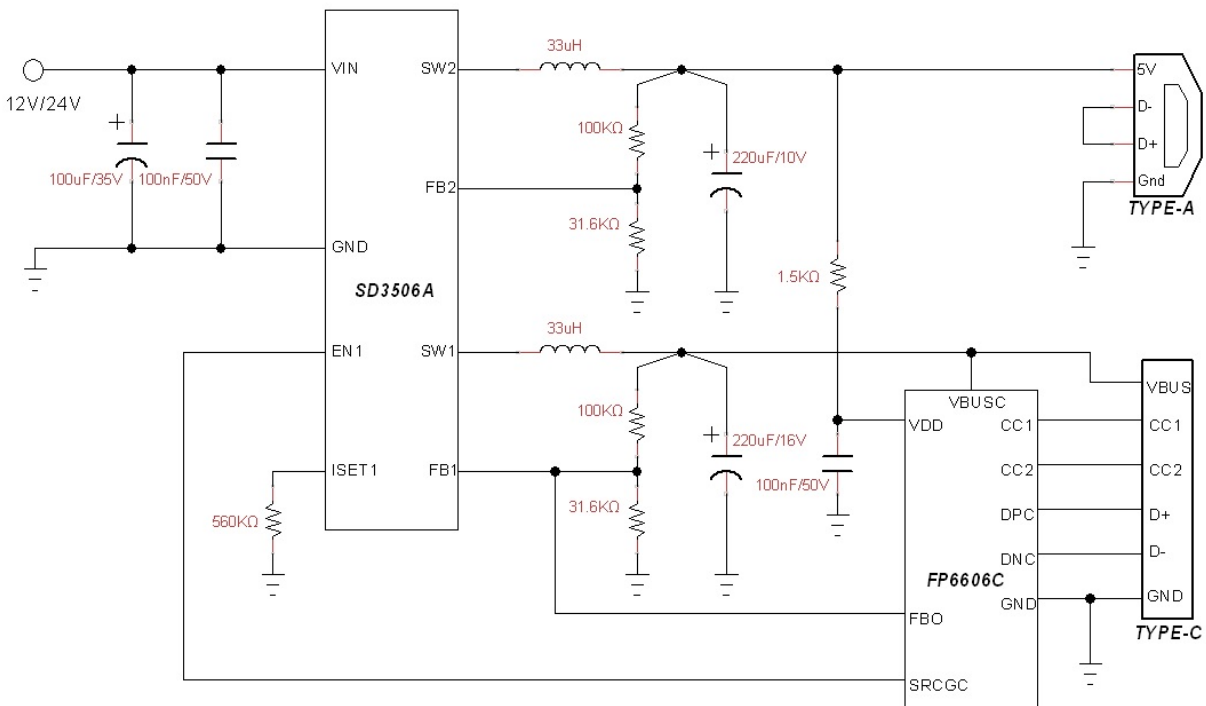 33uH
VIN
SW2
5V
12V/24V
D-
+
100KΩ
+
220uF/10V
D+
100uF/35V
100nF/50V
FB2
Gnd
TYPE-A
31.6KΩ
GND
1.5KΩ
SD3506A
33uH
EN1
SW1
VBUSC
VBUS
100KΩ
VDD
CC1
CC1
+
220uF/16V
ISET1
FB1
CC2
CC2
100nF/50V
560KΩ
31.6KΩ
DPC
D+
DNC
D-
FP6606C
GND
GND
FBO
TYPE-C
SRCGC